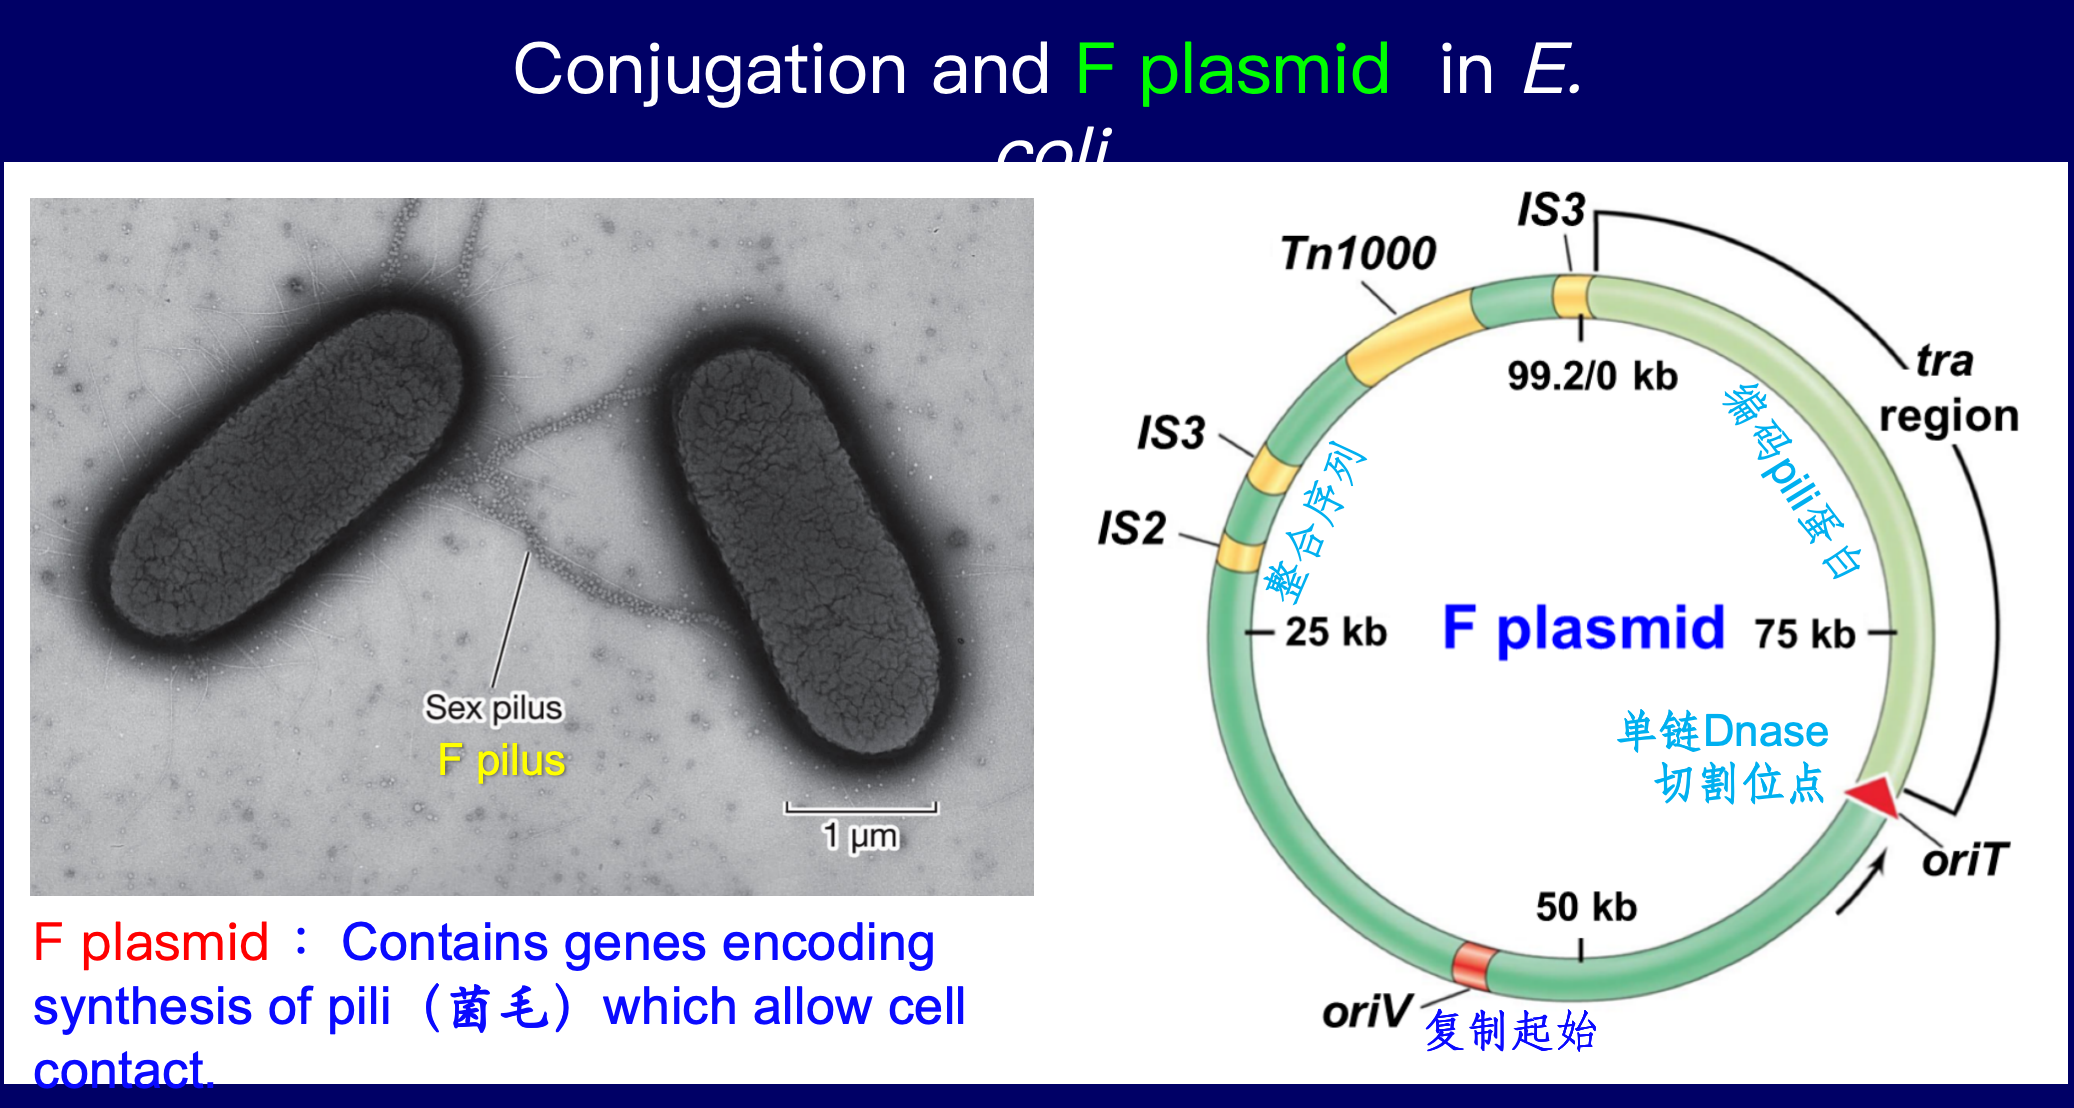 Conjugation and F plasmid in E.
coli
Sex pilus
F pilus
1 µm
F plasmid： Contains genes encoding
synthesis of pili（菌毛）which allow cell
contact.
IS3
Tn1000
99.2/0 kb
tra
region
编码pili蛋白
IS3
整合序列
IS2
25 kb
F plasmid
75 kb
单链Dnase
切割位点
oriT
50 kb
oriV
复制起始